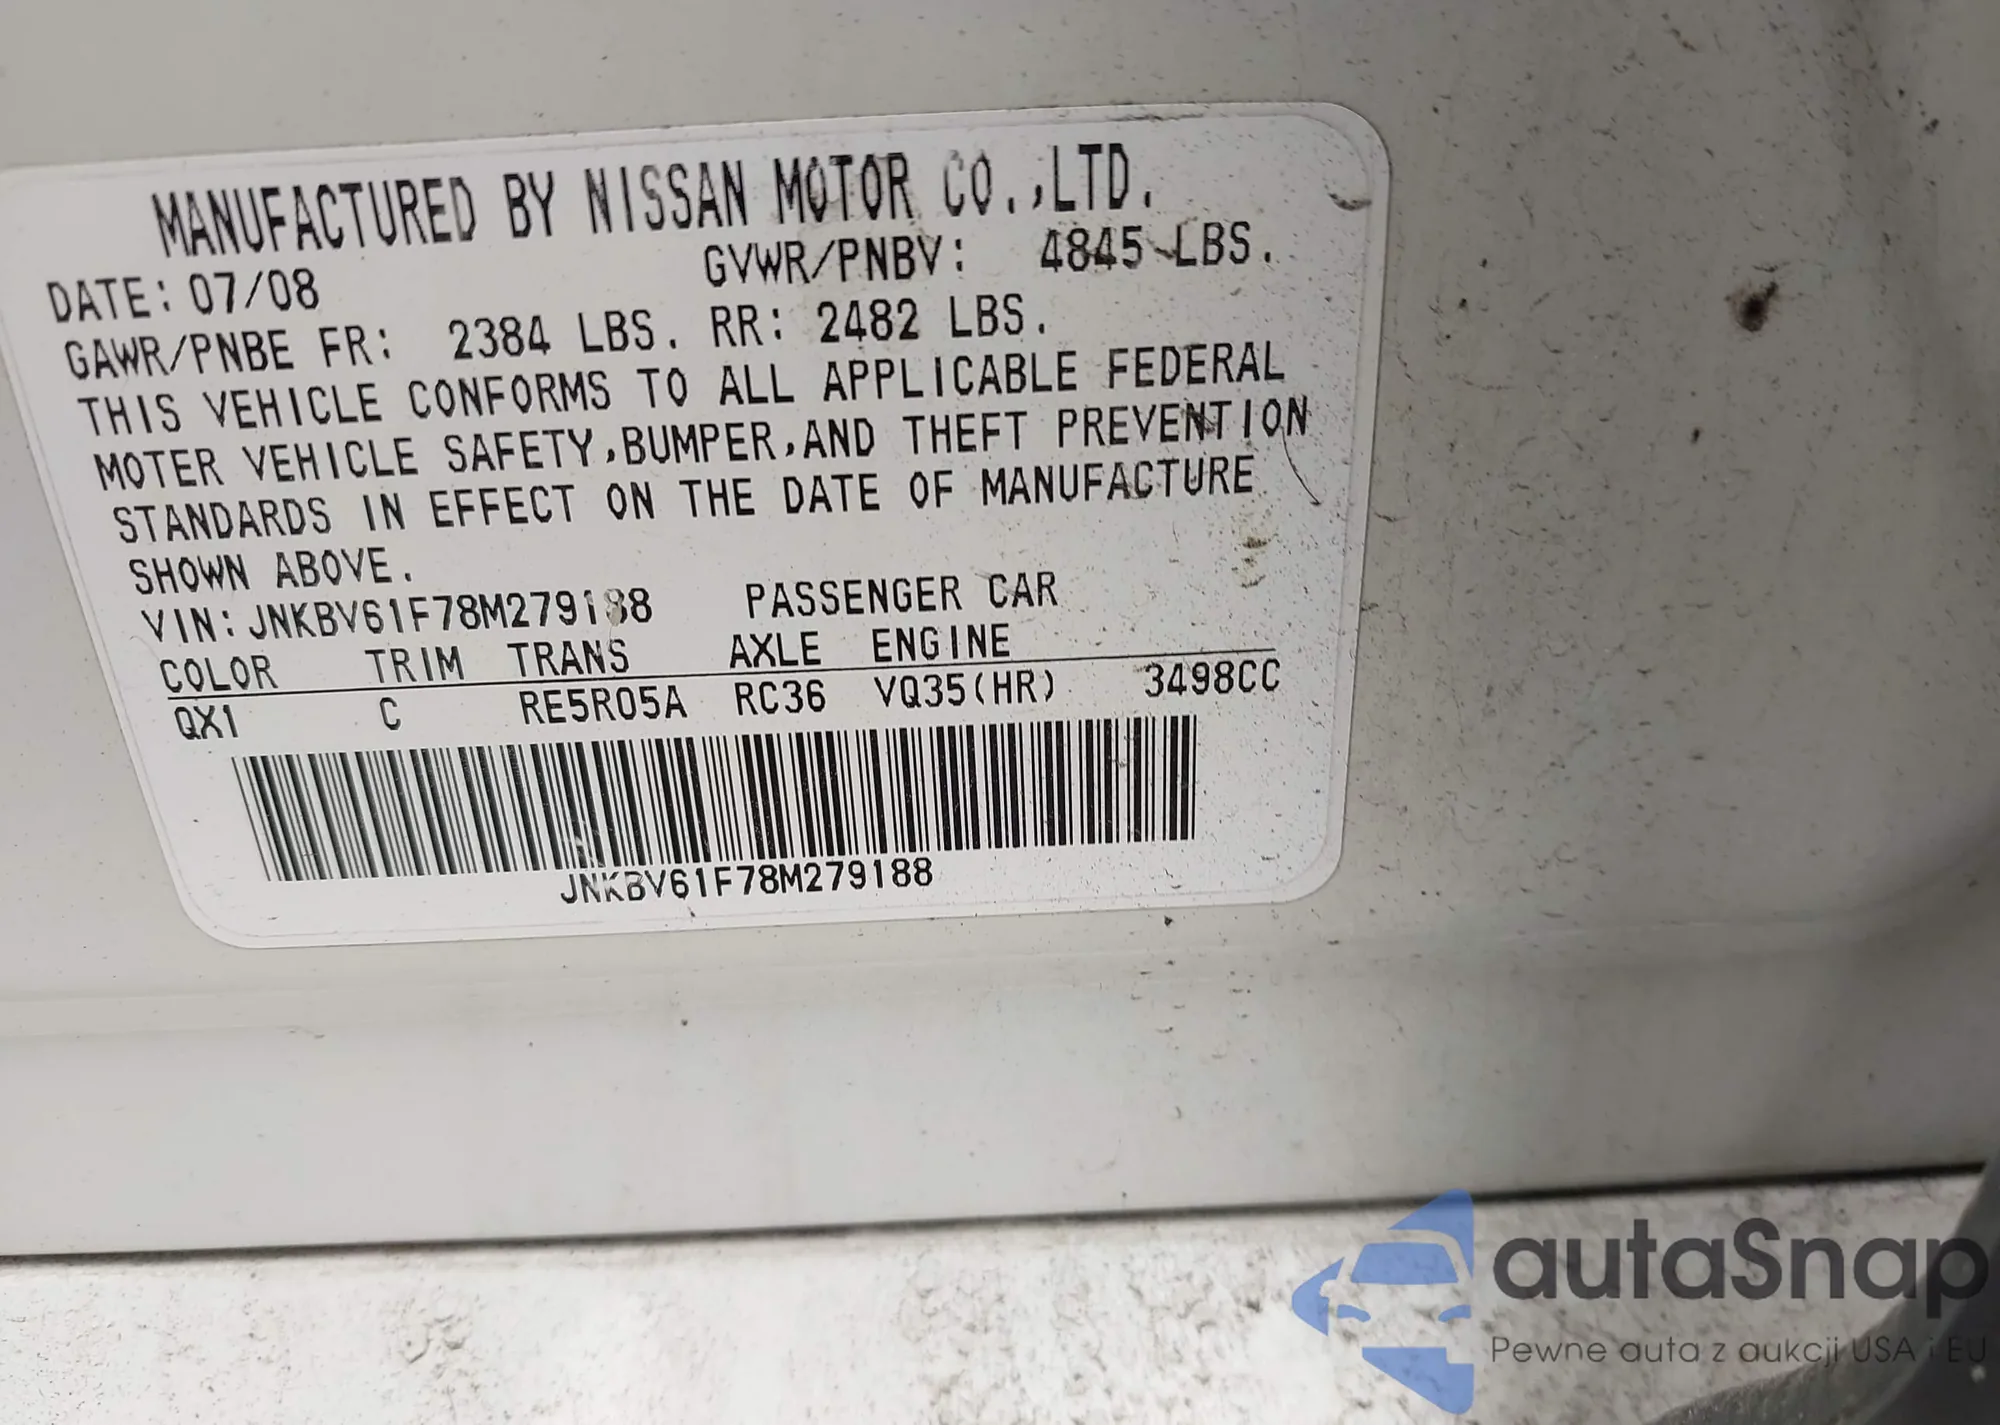 MANUFACTURED BY NISSAN MOTOR CO.,LTD.
DATE: 07/08 GVWR/PNBV: 4845 LBS.
GAWR/PNBE FR: 2384 LBS. RR: 2482 LBS.
THIS VEHICLE CONFORMS TO ALL APPLICABLE FEDERAL
MOTER VEHICLE SAFETY,BUMPER,AND THEFT PREVENTION
STANDARDS IN EFFECT ON THE DATE OF MANUFACTURE
SHOWN ABOVE.
VIN: JNKBV61F78M279188 PASSENGER CAR
COLOR TRIM TRANS AXLE ENGINE
QX1 C RE5R05A RC36 VQ35(HR) 3498CC
JNKBV61F78M279188
autaSnap
Pewne auta z aukcji USA i EU